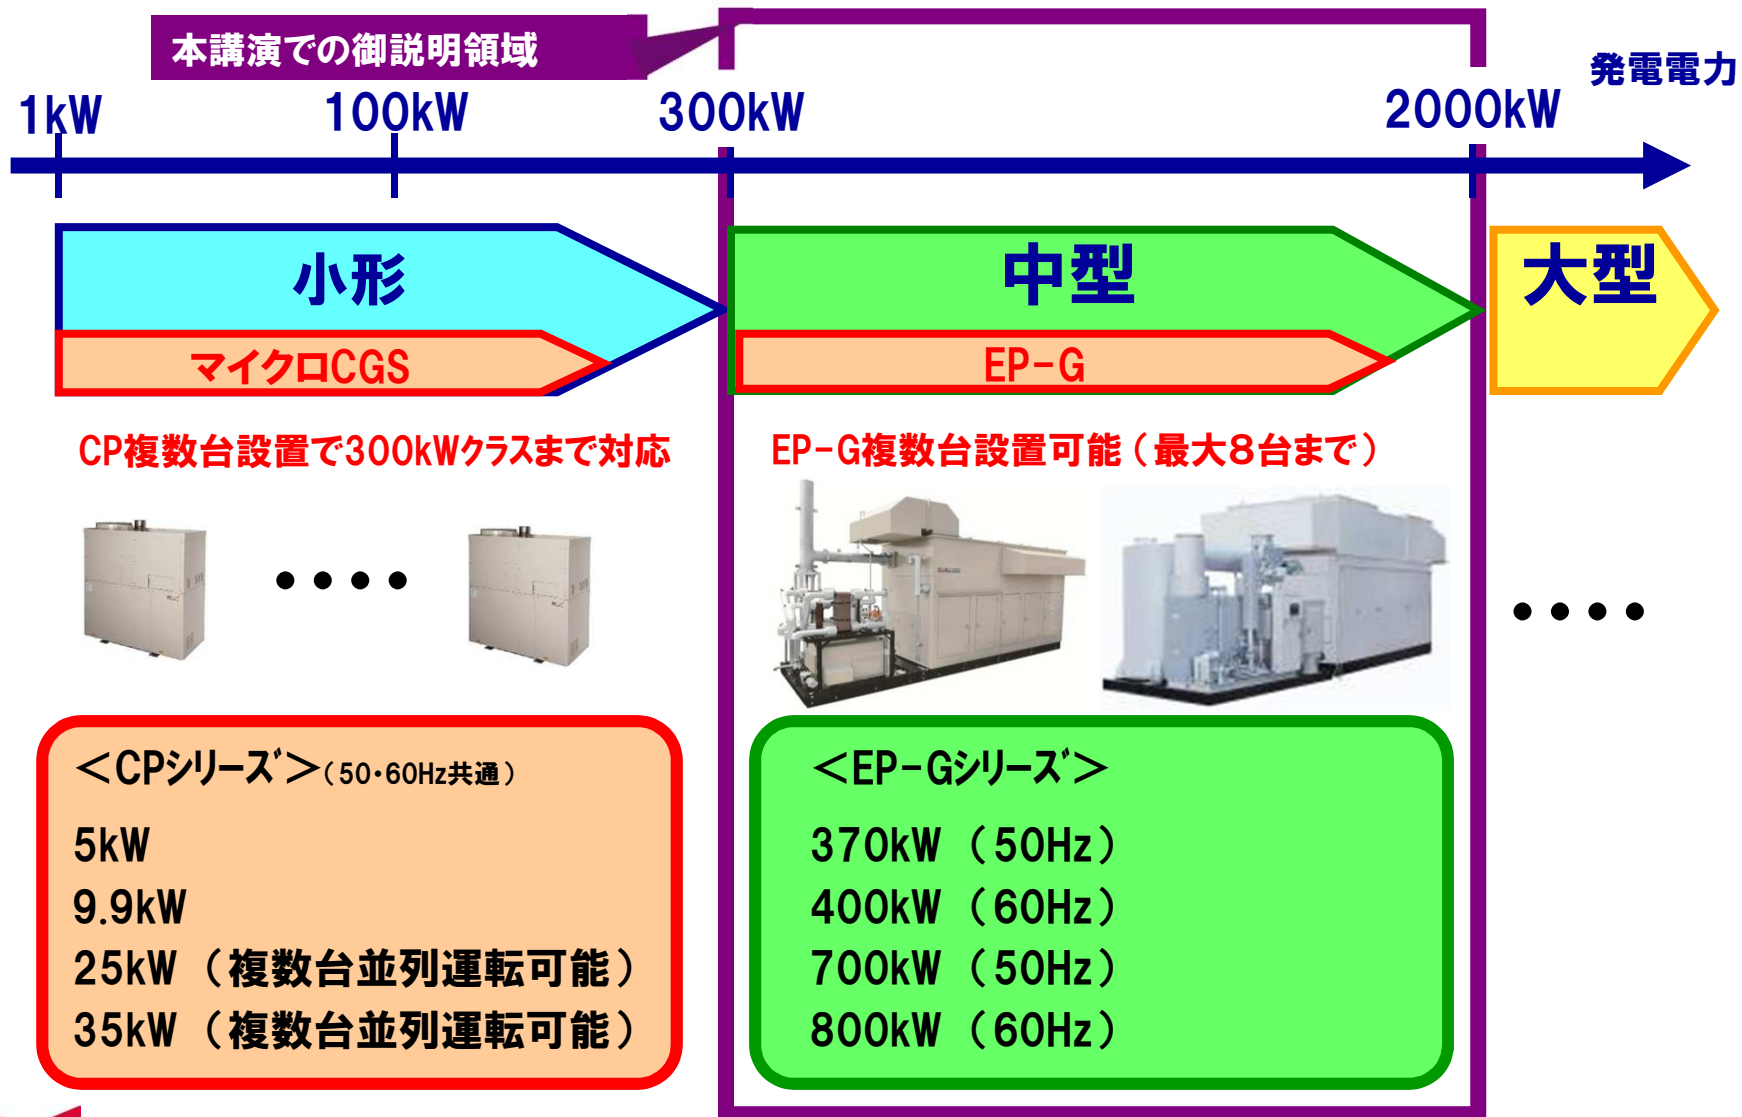 本講演での御説明領域
発電電力
1kW
100kW
300kW
2000kW
小形
中型
大型
マイクロCGS
EP-G
CP複数台設置で300kWクラスまで対応
EP-G複数台設置可能（最大８台まで）
＜CPシリーズ＞（50・60Hz共通）
5kW
9.9kW
25kW（複数台並列運転可能）
35kW（複数台並列運転可能）
＜EP-Gシリーズ＞
370kW（50Hz）
400kW（60Hz）
700kW（50Hz）
800kW（60Hz）